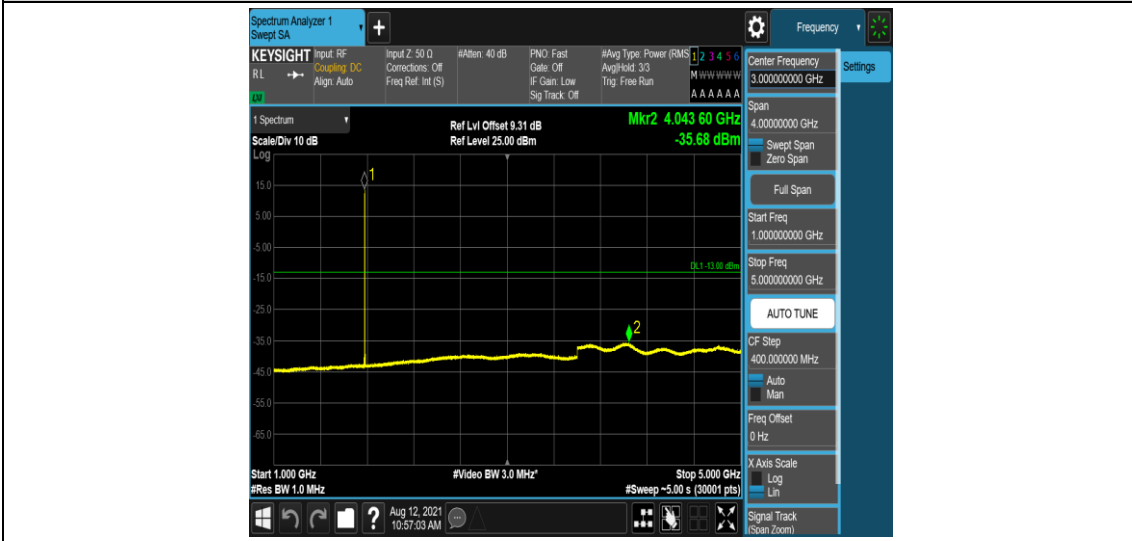 Spectrum Analyzer 1
Swept SA
+
Frequency
KEYSIGHT
RL
Input: RF
Coupling: DC
Align: Auto
Input Z: 50 Ω
Corrections: Off
Freq Ref: Int (S)
#Atten: 40 dB
PNO: Fast
Gate: Off
IF Gain: Low
Sig Track: Off
#Avg Type: Power (RMS
Avg|Hold: 3/3
Trig: Free Run
1 2 3 4 5 6
M W W W W W
A A A A A A
1 Spectrum
Scale/Div 10 dB
Log
Ref Lvl Offset 9.31 dB
Ref Level 25.00 dBm
Mkr2 4.043 60 GHz
-35.68 dBm
1
15.0
5.00
-5.00
DL1 -13.00 dBm
-15.0
-25.0
2
-35.0
-45.0
-55.0
-65.0
Start 1.000 GHz
#Res BW 1.0 MHz
#Video BW 3.0 MHz*
Stop 5.000 GHz
#Sweep ~5.00 s (30001 pts)
?
Aug 12, 2021
10:57:03 AM
Center Frequency
3.000000000 GHz
Settings
Span
4.00000000 GHz
Swept Span
Zero Span
Full Span
Start Freq
1.000000000 GHz
Stop Freq
5.000000000 GHz
AUTO TUNE
CF Step
400.000000 MHz
Auto
Man
Freq Offset
0 Hz
X Axis Scale
Log
Lin
Signal Track
(Span Zoom)